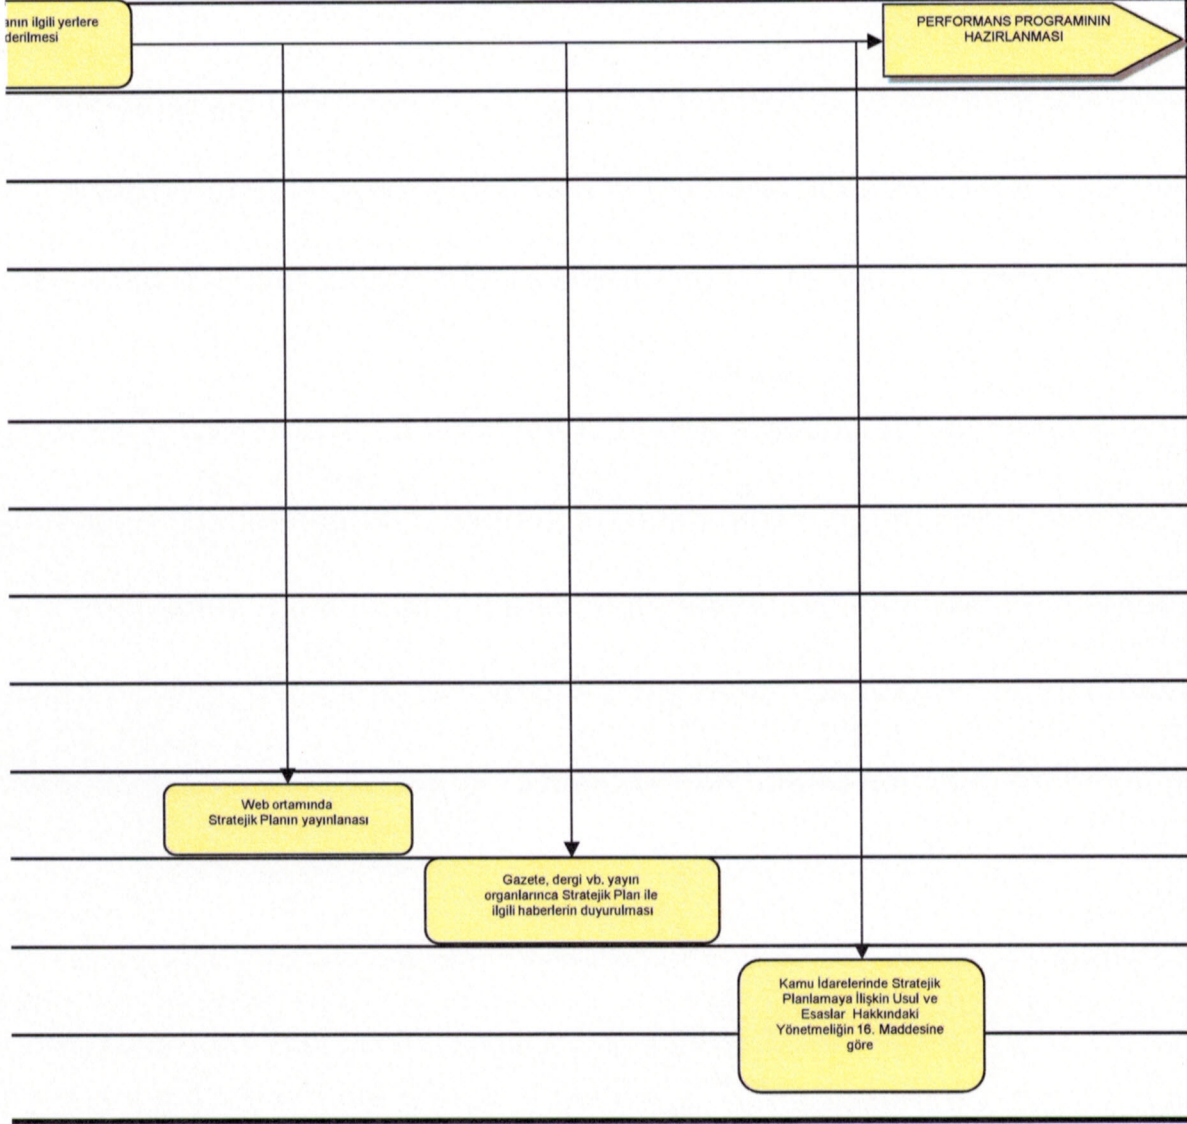 anın ilgili yerlere
derilmesi
PERFORMANS PROGRAMININ
HAZIRLANMASI
Web ortamında
Stratejik Planın yayınlanası
Gazete, dergi vb. yayın
organlarınca Stratejik Plan ile
ilgili haberlerin duyurulması
Kamu İdarelerinde Stratejik
Planlamaya İlişkin Usul ve
Esaslar Hakkındaki
Yönetmeliğin 16. Maddesine
göre